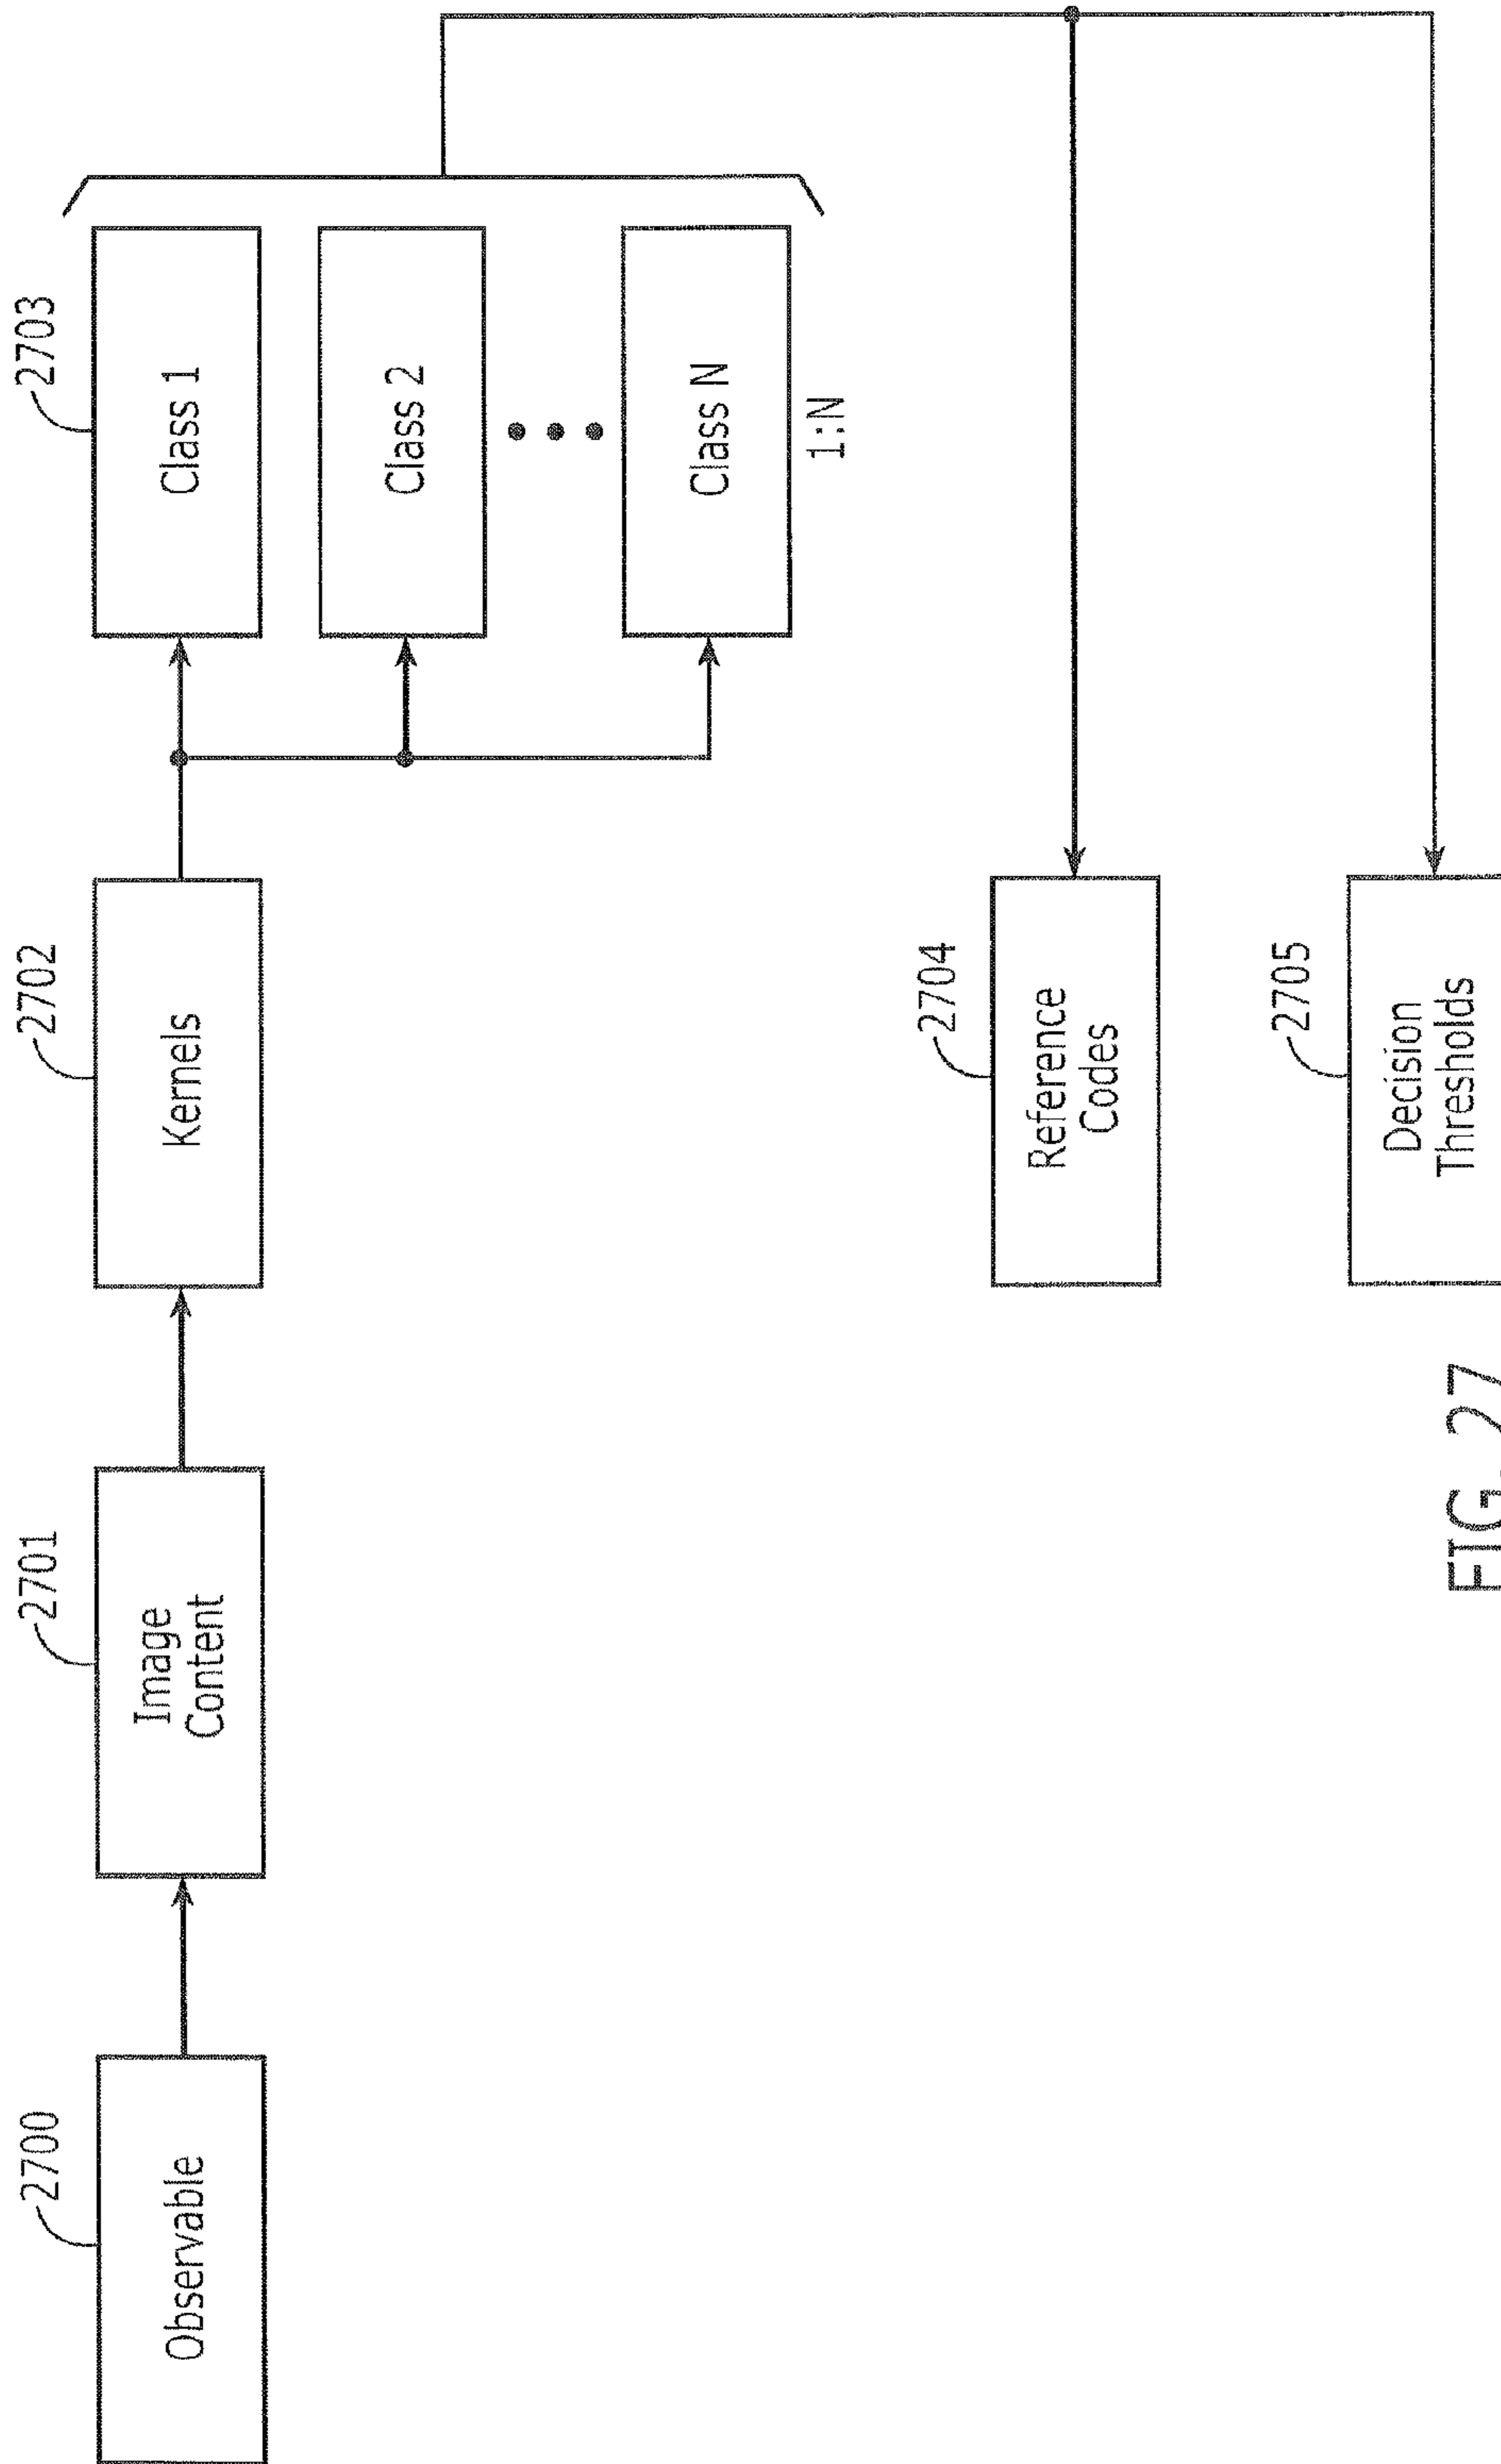 2700
Observable
2701
Image
Content
2702
Kernels
2703
Class 1
Class 2
Class N
1:N
2704
Reference
Codes
2705
Decision
Thresholds
FIG. 27